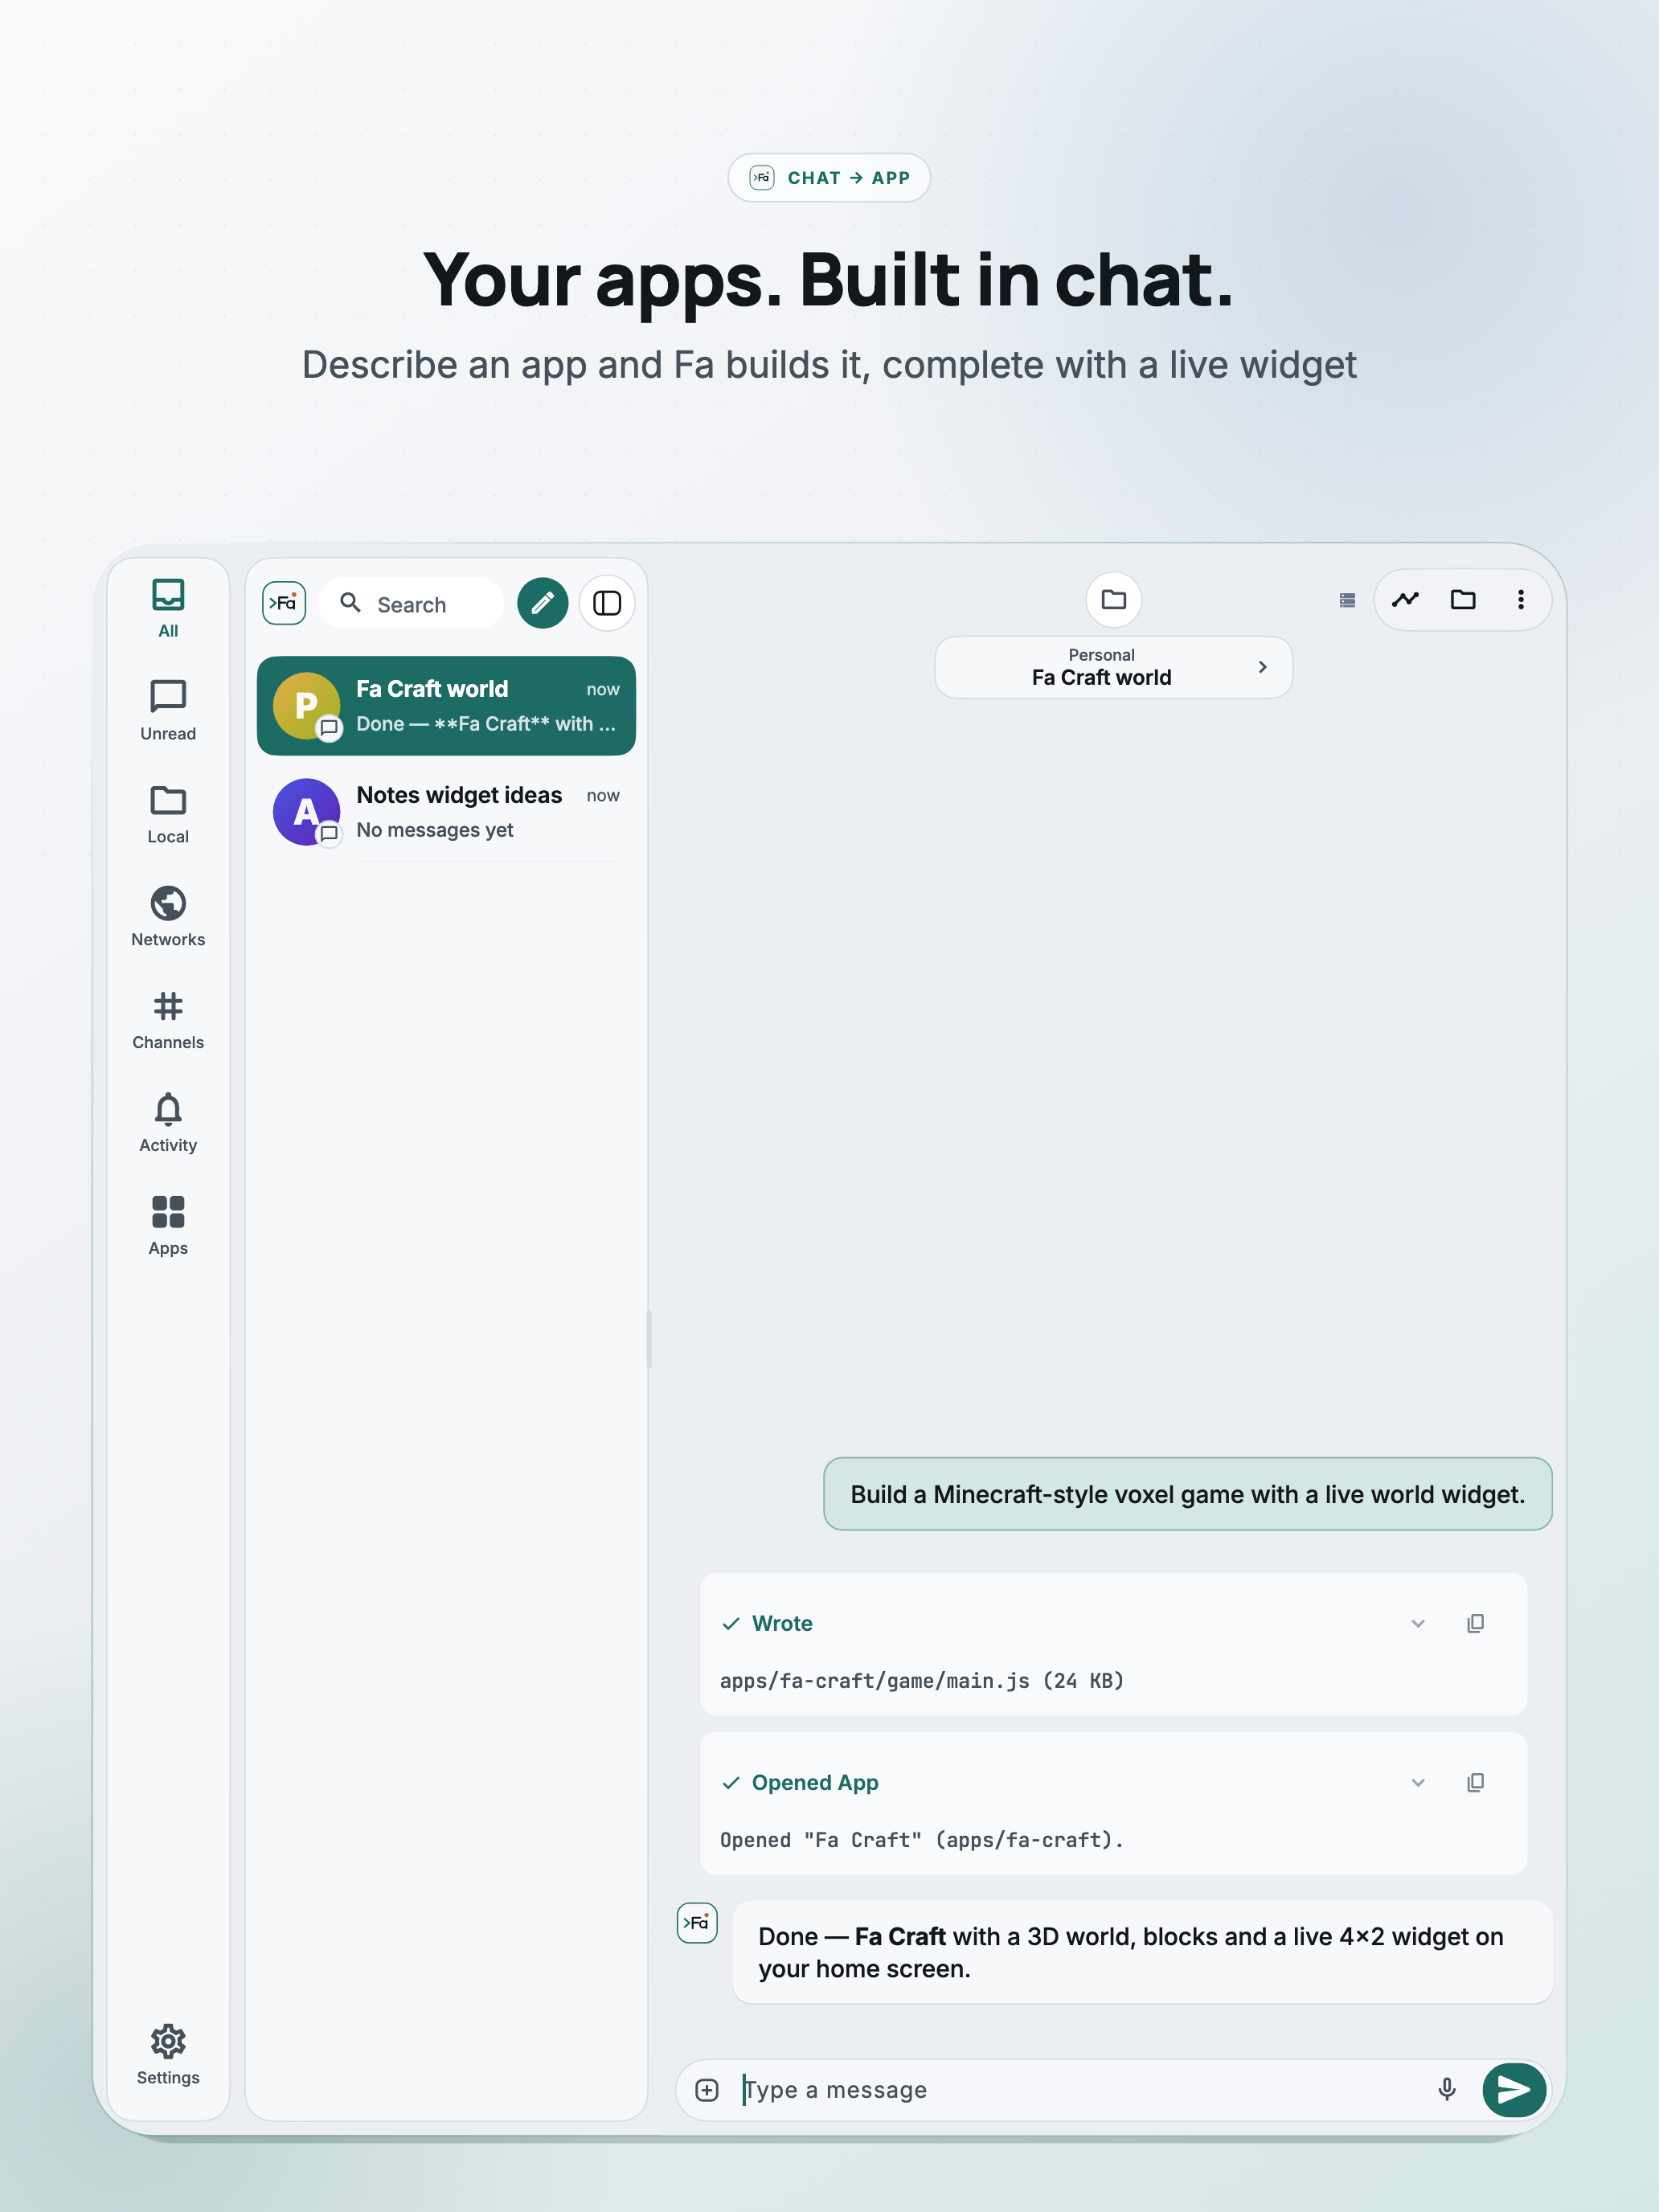 >Fa CHAT → APP
Your apps. Built in chat.
Describe an app and Fa builds it, complete with a live widget
All
Unread
Local
Networks
Channels
Activity
Apps
Settings
>Fa Search
P Fa Craft world now
Done — **Fa Craft** with ...
A Notes widget ideas now
No messages yet
Personal
Fa Craft world
Build a Minecraft-style voxel game with a live world widget.
Wrote
apps/fa-craft/game/main.js (24 KB)
Opened App
Opened "Fa Craft" (apps/fa-craft).
>Fa
Done — Fa Craft with a 3D world, blocks and a live 4×2 widget on
your home screen.
Type a message